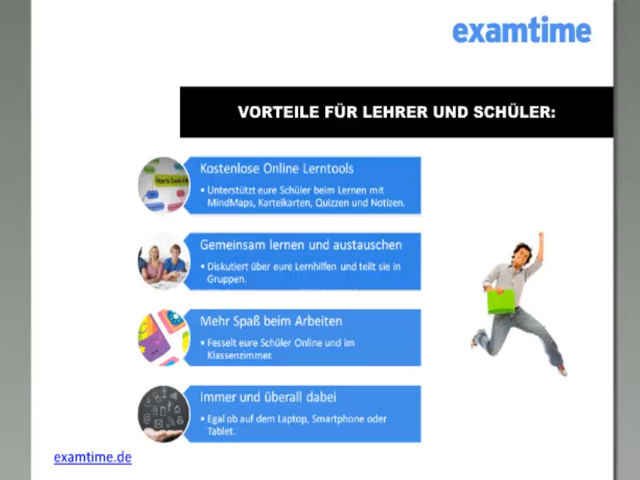 examtime
VORTEILE FÜR LEHRER UND SCHÜLER:
Kostenlose Online Lerntools
• Unterstützt eure Schüler beim Lernen mit
MindMaps, Karteikarten, Quizzen und Notizen.
Gemeinsam lernen und austauschen
• Diskutiert über eure Lernhilfen und teilt sie in
Gruppen.
Mehr Spaß beim Arbeiten
• Fesselt eure Schüler Online und im
Klassenzimmer.
Immer und überall dabei
• Egal ob auf dem Laptop, Smartphone oder
Tablet.
examtime.de